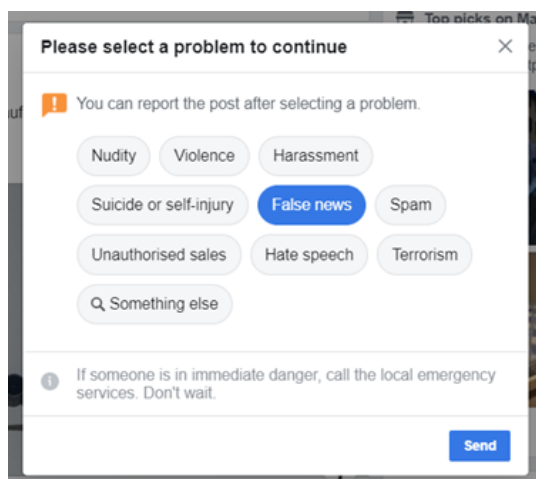 Top picks on Ma
Please select a problem to continue
You can report the post after selecting a problem.
Nudity
Violence
Harassment
Suicide or self-injury
False news
Spam
Unauthorised sales
Hate speech
Terrorism
Something else
If someone is in immediate danger, call the local emergency
services. Don't wait.
Send